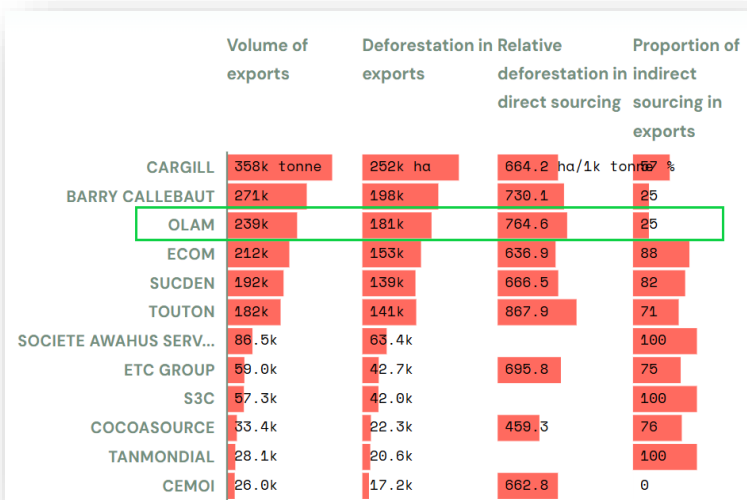 Volume of exports
Deforestation in exports
Relative deforestation in direct sourcing
Proportion of indirect sourcing in exports
CARGILL 358k tonne 252k ha 664.2 ha/1k tonne 57 %
BARRY CALLEBAUT 271k 198k 730.1 25
OLAM 239k 181k 764.6 25
ECOM 212k 153k 636.9 88
SUCDEN 192k 139k 666.5 82
TOUTON 182k 141k 867.9 71
SOCIETE AWAHUS SERV... 86.5k 63.4k 100
ETC GROUP 59.0k 42.7k 695.8 75
S3C 57.3k 42.0k 100
COCOASOURCE 33.4k 22.3k 459.3 76
TANMONDIAL 28.1k 20.6k 100
CEMOI 26.0k 17.2k 662.8 0